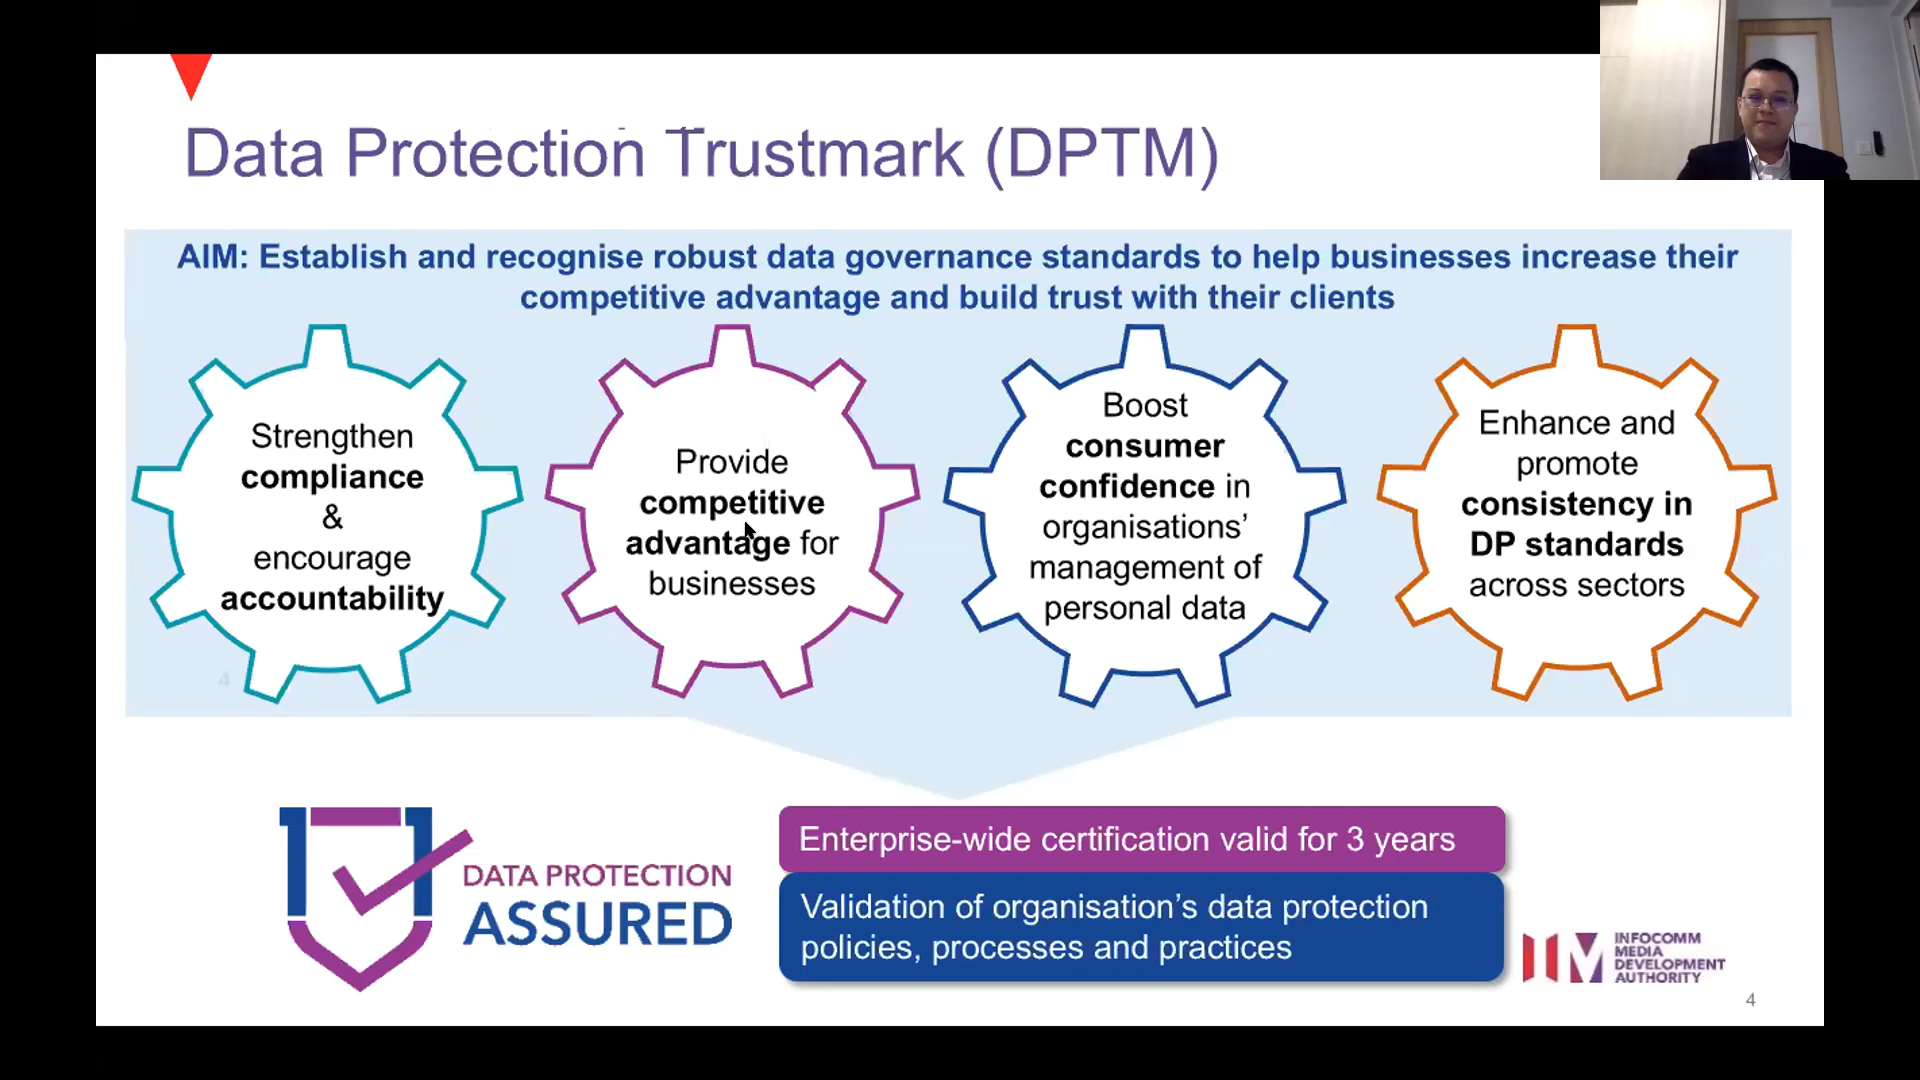 Data Protection Trustmark (DPTM)
AIM: Establish and recognise robust data governance standards to help businesses increase their
competitive advantage and build trust with their clients
Strengthen
compliance
&
encourage
accountability
Provide
competitive
advantage for
businesses
Boost
consumer
confidence in
organisations’
management of
personal data
Enhance and
promote
consistency in
DP standards
across sectors
4
DATA PROTECTION
ASSURED
Enterprise-wide certification valid for 3 years
Validation of organisation’s data protection
policies, processes and practices
INFOCOMM
MEDIA
DEVELOPMENT
AUTHORITY
4